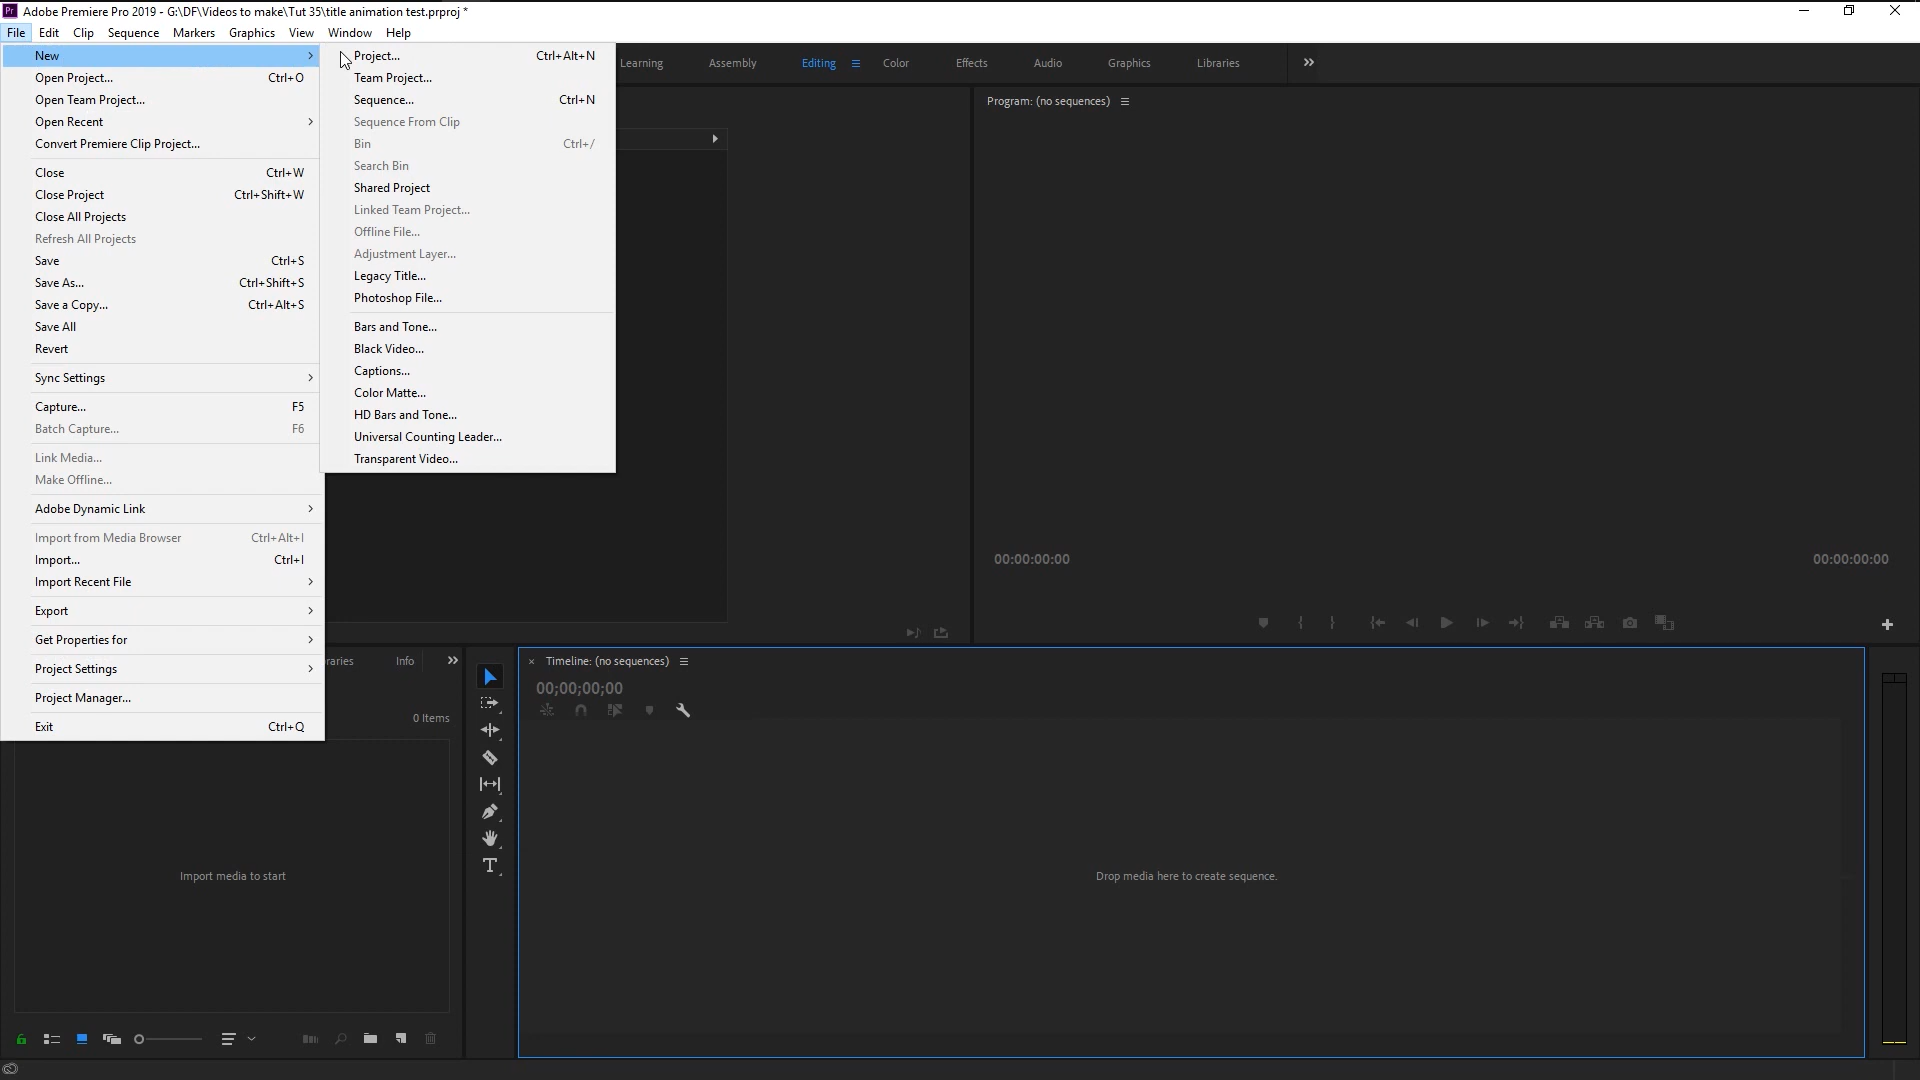 Pr Adobe Premiere Pro 2019 - G:\DF\Videos to make\Tut 35\title animation test.prproj *
File Edit Clip Sequence Markers Graphics View Window Help
Learning Assembly Editing Color Effects Audio Graphics Libraries
New
Open Project... Ctrl+O
Open Team Project...
Open Recent
Convert Premiere Clip Project...
Close Ctrl+W
Close Project Ctrl+Shift+W
Close All Projects
Refresh All Projects
Save Ctrl+S
Save As... Ctrl+Shift+S
Save a Copy... Ctrl+Alt+S
Save All
Revert
Sync Settings
Capture... F5
Batch Capture... F6
Link Media...
Make Offline...
Adobe Dynamic Link
Import from Media Browser Ctrl+Alt+I
Import... Ctrl+I
Import Recent File
Export
Get Properties for
Project Settings
Project Manager...
Exit Ctrl+Q
Project... Ctrl+Alt+N
Team Project...
Sequence... Ctrl+N
Sequence From Clip
Bin Ctrl+/
Search Bin
Shared Project
Linked Team Project...
Offline File...
Adjustment Layer...
Legacy Title...
Photoshop File...
Bars and Tone...
Black Video...
Captions...
Color Matte...
HD Bars and Tone...
Universal Counting Leader...
Transparent Video...
Program: (no sequences)
00:00:00:00 00:00:00:00
raries Info
0 Items
Import media to start
Timeline: (no sequences)
00;00;00;00
Drop media here to create sequence.